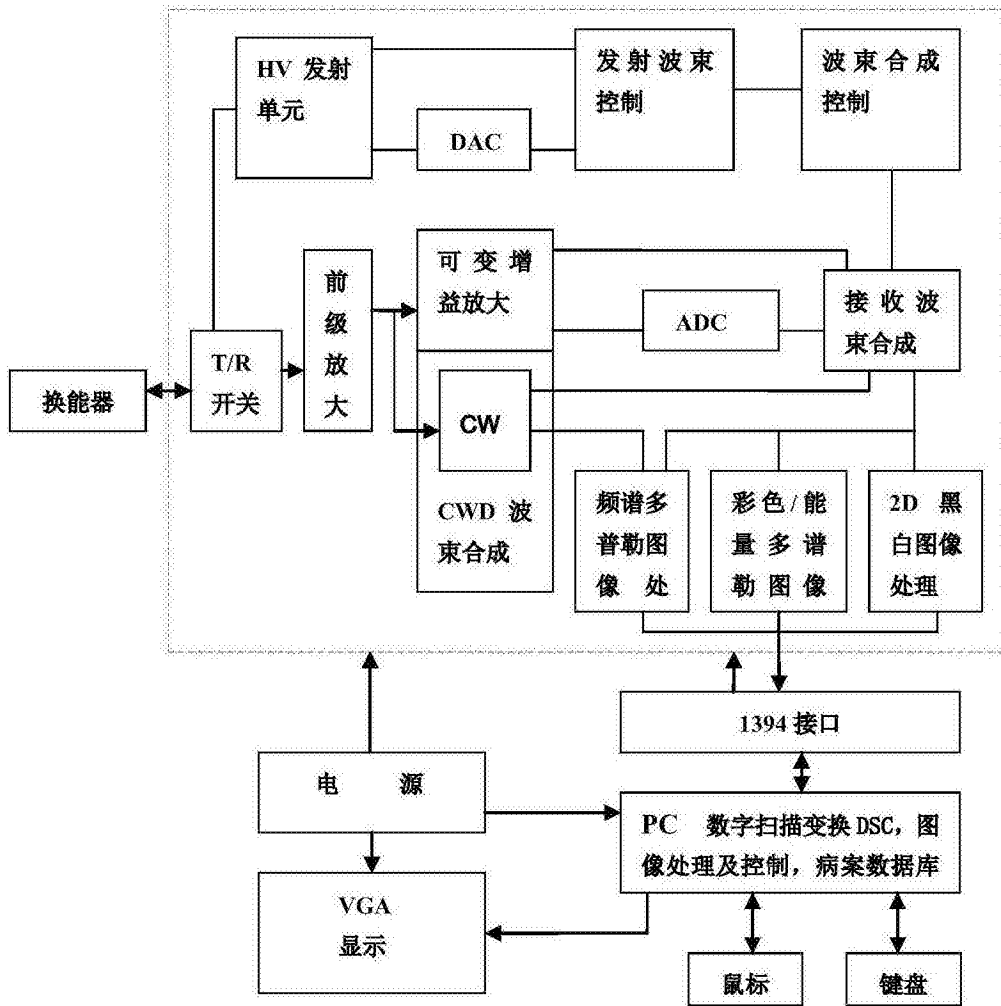 HV 发射
单元
发射波束
控制
波束合成
控制
DAC
可变增
益放大
前
级
放
大
ADC
接收波
束合成
T/R
开关
换能器
CW
CWD 波
束合成
频谱多
普勒图
像处
彩色/能
量多谱
勒图像
2D 黑
白图像
处理
1394 接口
电源
PC 数字扫描变换 DSC，图
像处理及控制，病案数据库
VGA
显示
鼠标
键盘